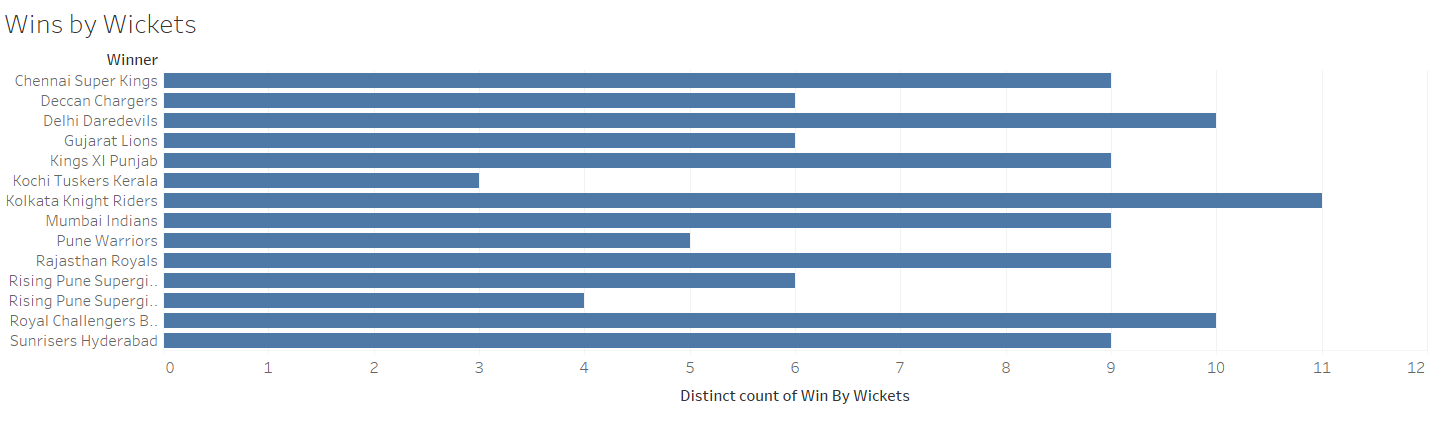 Wins by Wickets
Winner
Chennai Super Kings
Deccan Chargers
Delhi Daredevils
Gujarat Lions
Kings XI Punjab
Kochi Tuskers Kerala
Kolkata Knight Riders
Mumbai Indians
Pune Warriors
Rajasthan Royals
Rising Pune Supergi..
Rising Pune Supergi..
Royal Challengers B..
Sunrisers Hyderabad
0 1 2 3 4 5 6 7 8 9 10 11 12
Distinct count of Win By Wickets